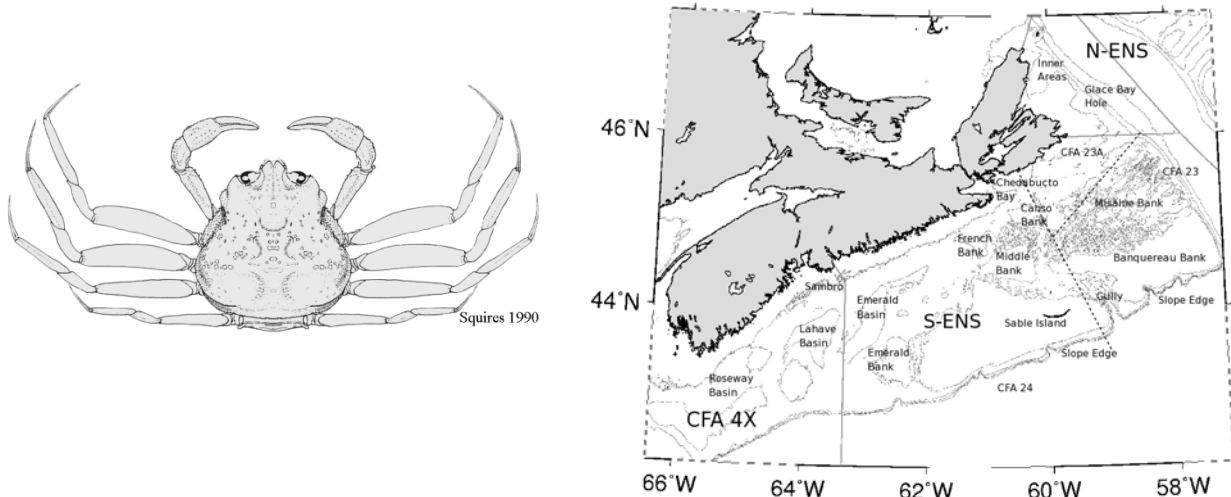 Squires 1990
N-ENS
Inner
Areas
Glace Bay
Hole
46°N
CFA 23A
CFA 23
Chedabucto
Bay
Canso
Bank
Misaine Bank
French
Bank
Middle
Bank
Banquereau Bank
44°N
Sambro
Emerald
Basin
Gully
Slope Edge
S-ENS
Sable Island
Lahave
Basin
Emerald
Bank
Slope Edge
Roseway
Basin
CFA 24
CFA 4X
66°W
64°W
62°W
60°W
58°W